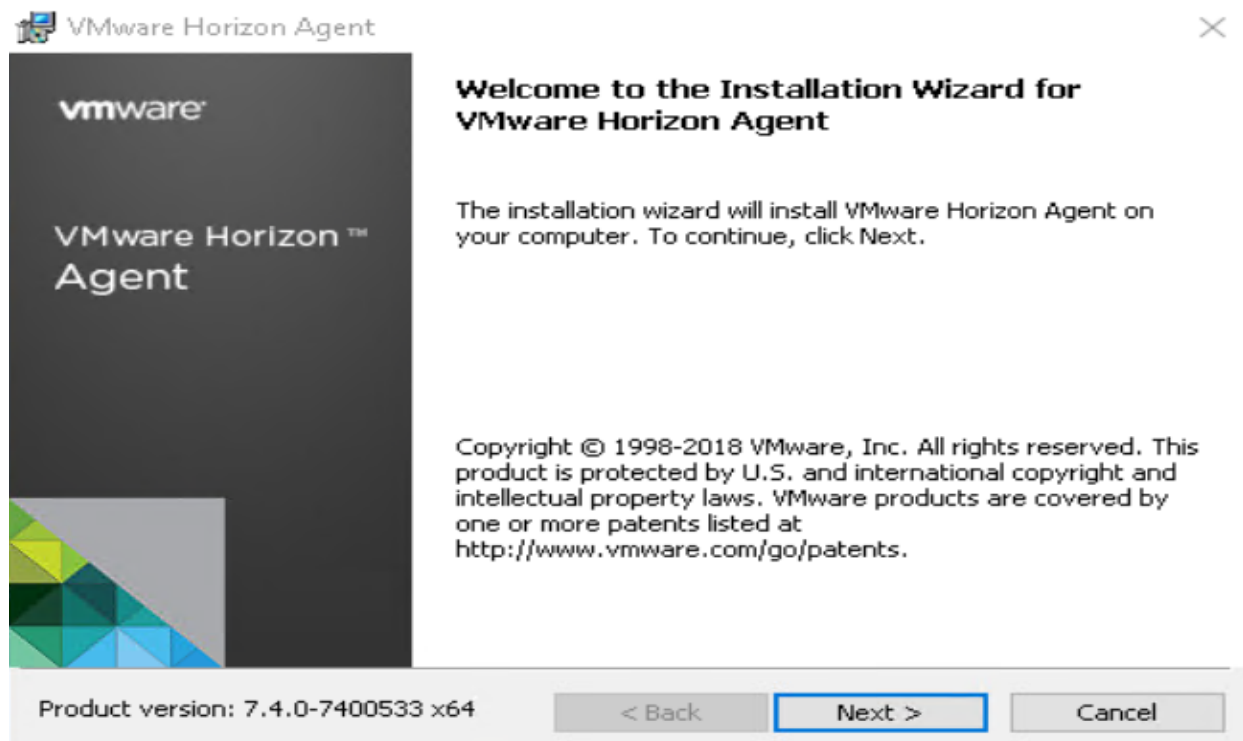 VMware Horizon Agent
vmware
VMware Horizon ™
Agent
Welcome to the Installation Wizard for
VMware Horizon Agent
The installation wizard will install VMware Horizon Agent on
your computer. To continue, click Next.
Copyright © 1998-2018 VMware, Inc. All rights reserved. This
product is protected by U.S. and international copyright and
intellectual property laws. VMware products are covered by
one or more patents listed at
http://www.vmware.com/go/patents.
Product version: 7.4.0-7400533 x64
< Back
Next >
Cancel